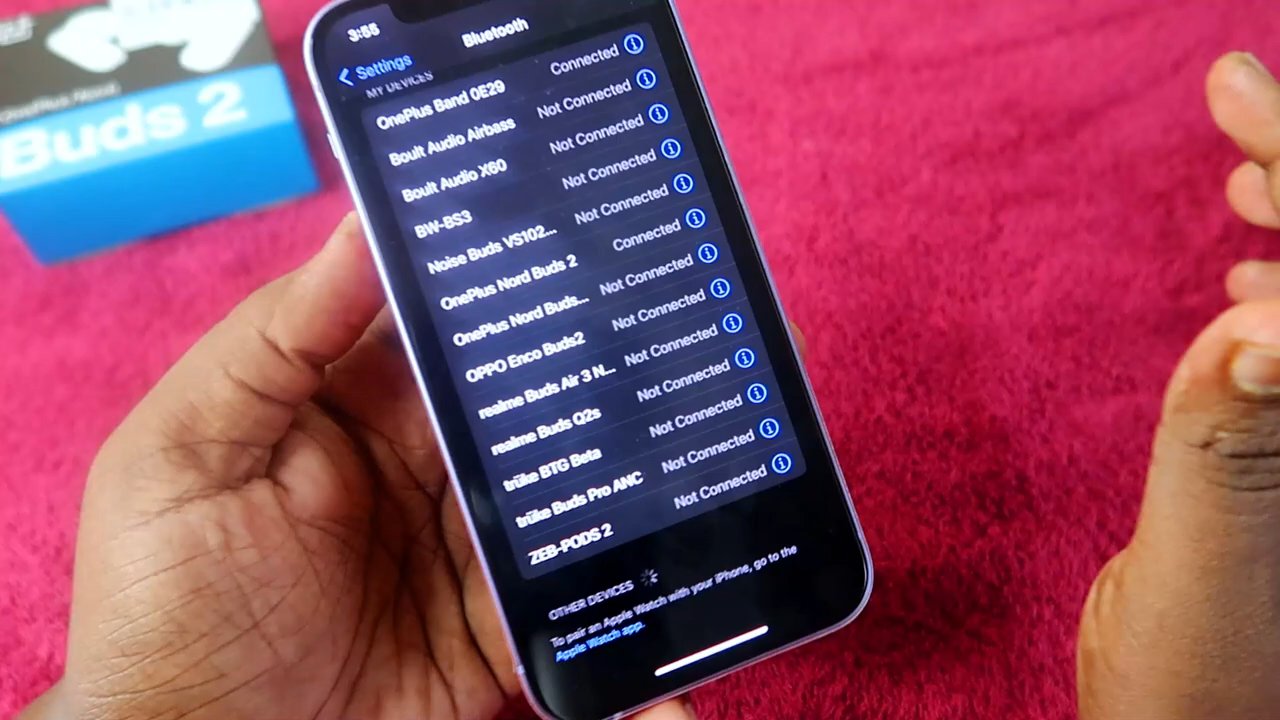 OnePlus Nord
Buds 2
3:55
Bluetooth
Settings
MY DEVICES
OnePlus Band 0E29 Connected
Boult Audio Airbass Not Connected
Boult Audio X60 Not Connected
BW-BS3 Not Connected
Noise Buds VS102... Not Connected
OnePlus Nord Buds 2 Connected
OnePlus Nord Buds... Not Connected
OPPO Enco Buds2 Not Connected
realme Buds Air 3 N... Not Connected
realme Buds Q2s Not Connected
trüke BTG Beta Not Connected
trüke Buds Pro ANC Not Connected
ZEB-PODS 2 Not Connected
OTHER DEVICES
To pair an Apple Watch with your iPhone, go to the
Apple Watch app.